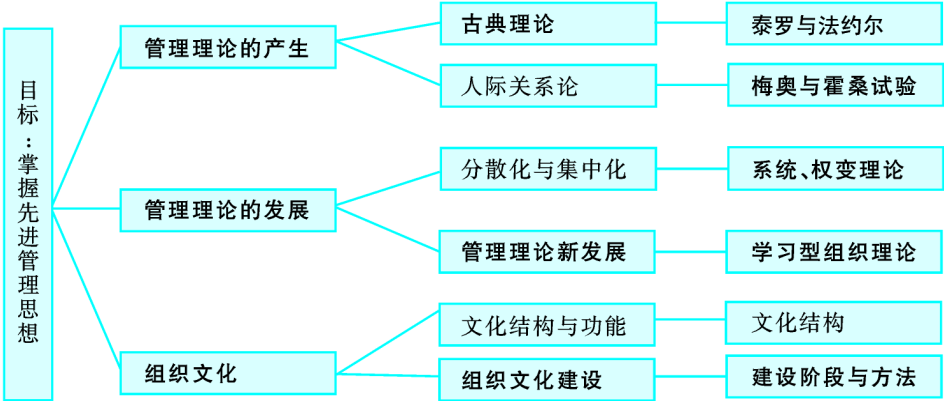 目标：掌握先进管理思想
管理理论的产生
古典理论
泰罗与法约尔
人际关系论
梅奥与霍桑试验
管理理论的发展
分散化与集中化
系统、权变理论
管理理论新发展
学习型组织理论
组织文化
文化结构与功能
文化结构
组织文化建设
建设阶段与方法